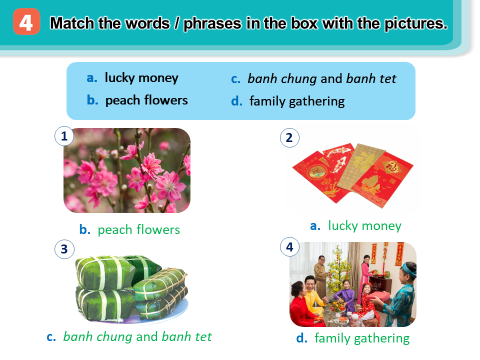 4 Match the words / phrases in the box with the pictures.
a. lucky money
c. banh chung and banh tet
b. peach flowers
d. family gathering
1
2
b. peach flowers
a. lucky money
3
4
c. banh chung and banh tet
d. family gathering